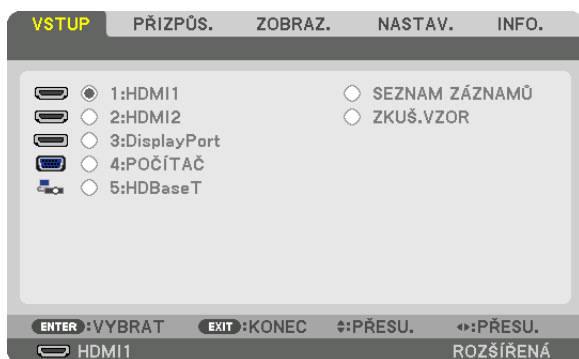 VSTUP PŘIZPŮS. ZOBRAZ. NASTAV. INFO.
1:HDMI1
2:HDMI2
3:DisplayPort
4:POČÍTAČ
5:HDBaseT
SEZNAM ZÁZNAMŮ
ZKUŠ.VZOR
ENTER:VYBRAT EXIT:KONEC :PŘESU. :PŘESU.
HDMI1 ROZŠÍŘENÁ